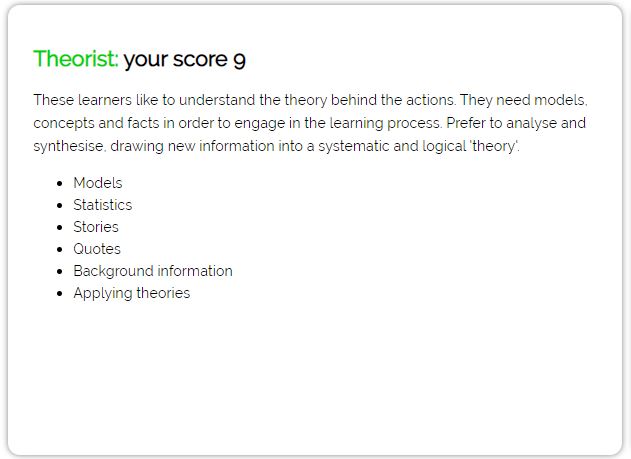 Theorist: your score 9
These learners like to understand the theory behind the actions. They need models,
concepts and facts in order to engage in the learning process. Prefer to analyse and
synthesise, drawing new information into a systematic and logical 'theory'.
• Models
• Statistics
• Stories
• Quotes
• Background information
• Applying theories